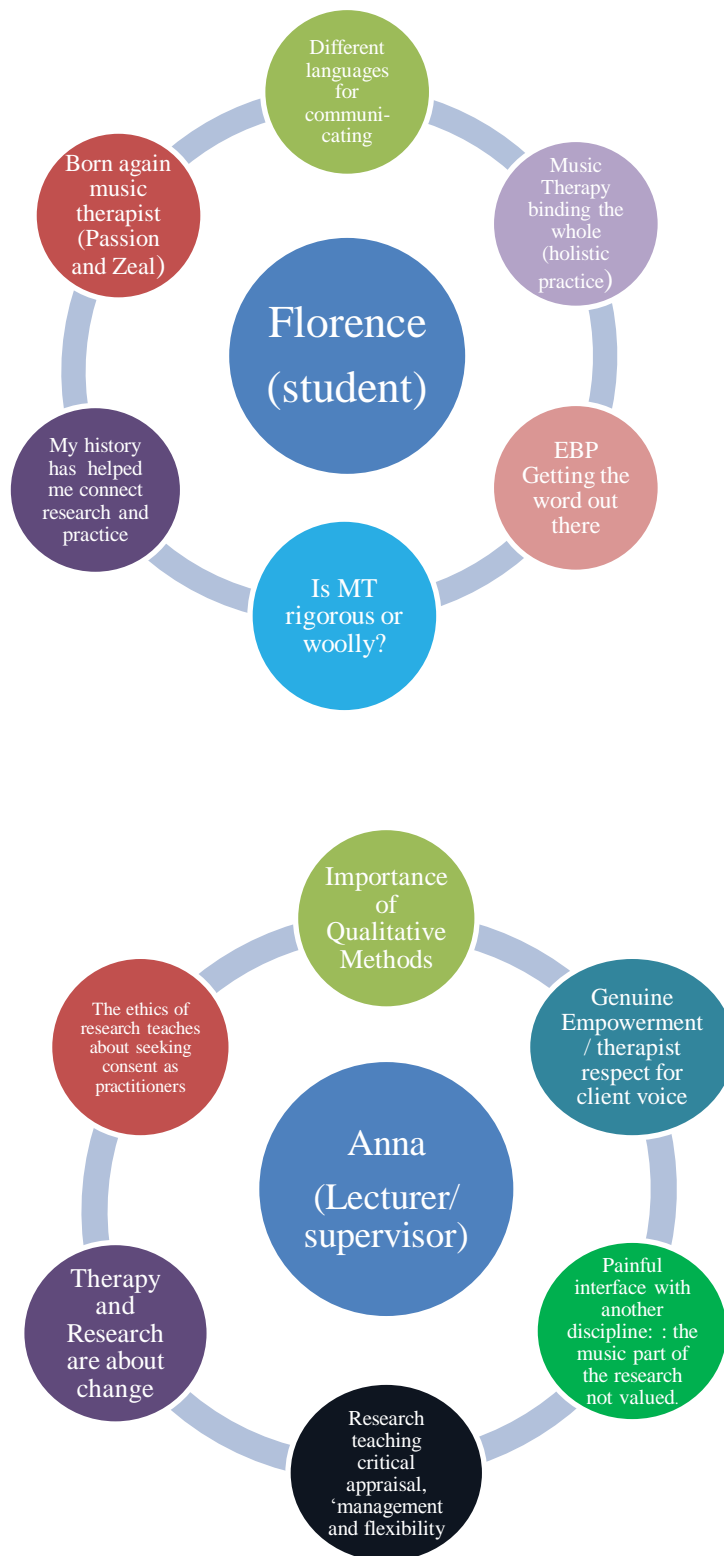 Different
languages
for
communi-
cating
Born again
music
therapist
(Passion
and Zeal)
Music
Therapy
binding the
whole
(holistic
practice)
Florence
(student)
My history
has helped
me connect
research and
practice
EBP
Getting the
word out
there
Is MT
rigorous or
woolly?
Importance
of
Qualitative
Methods
The ethics of
research teaches
about seeking
consent as
practitioners
Genuine
Empowerment
/ therapist
respect for
client voice
Anna
(Lecturer/
supervisor)
Therapy
and
Research
are about
change
Painful
interface with
another
discipline: : the
music part of
the research
not valued.
Research
teaching
critical
appraisal,
‘management
and flexibility